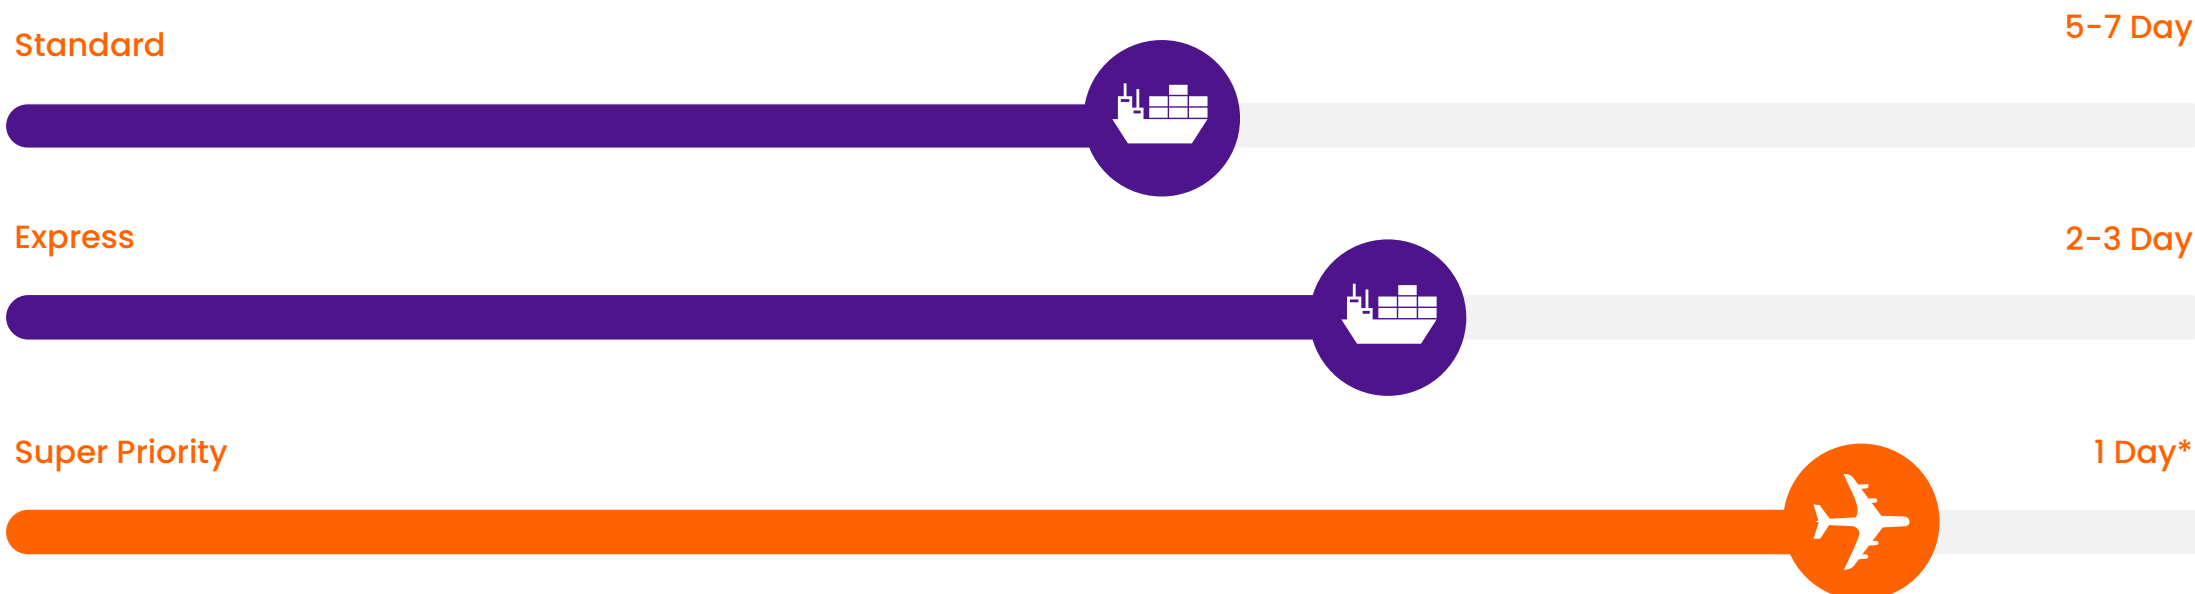 Standard
5-7 Day
Express
2-3 Day
Super Priority
1 Day*